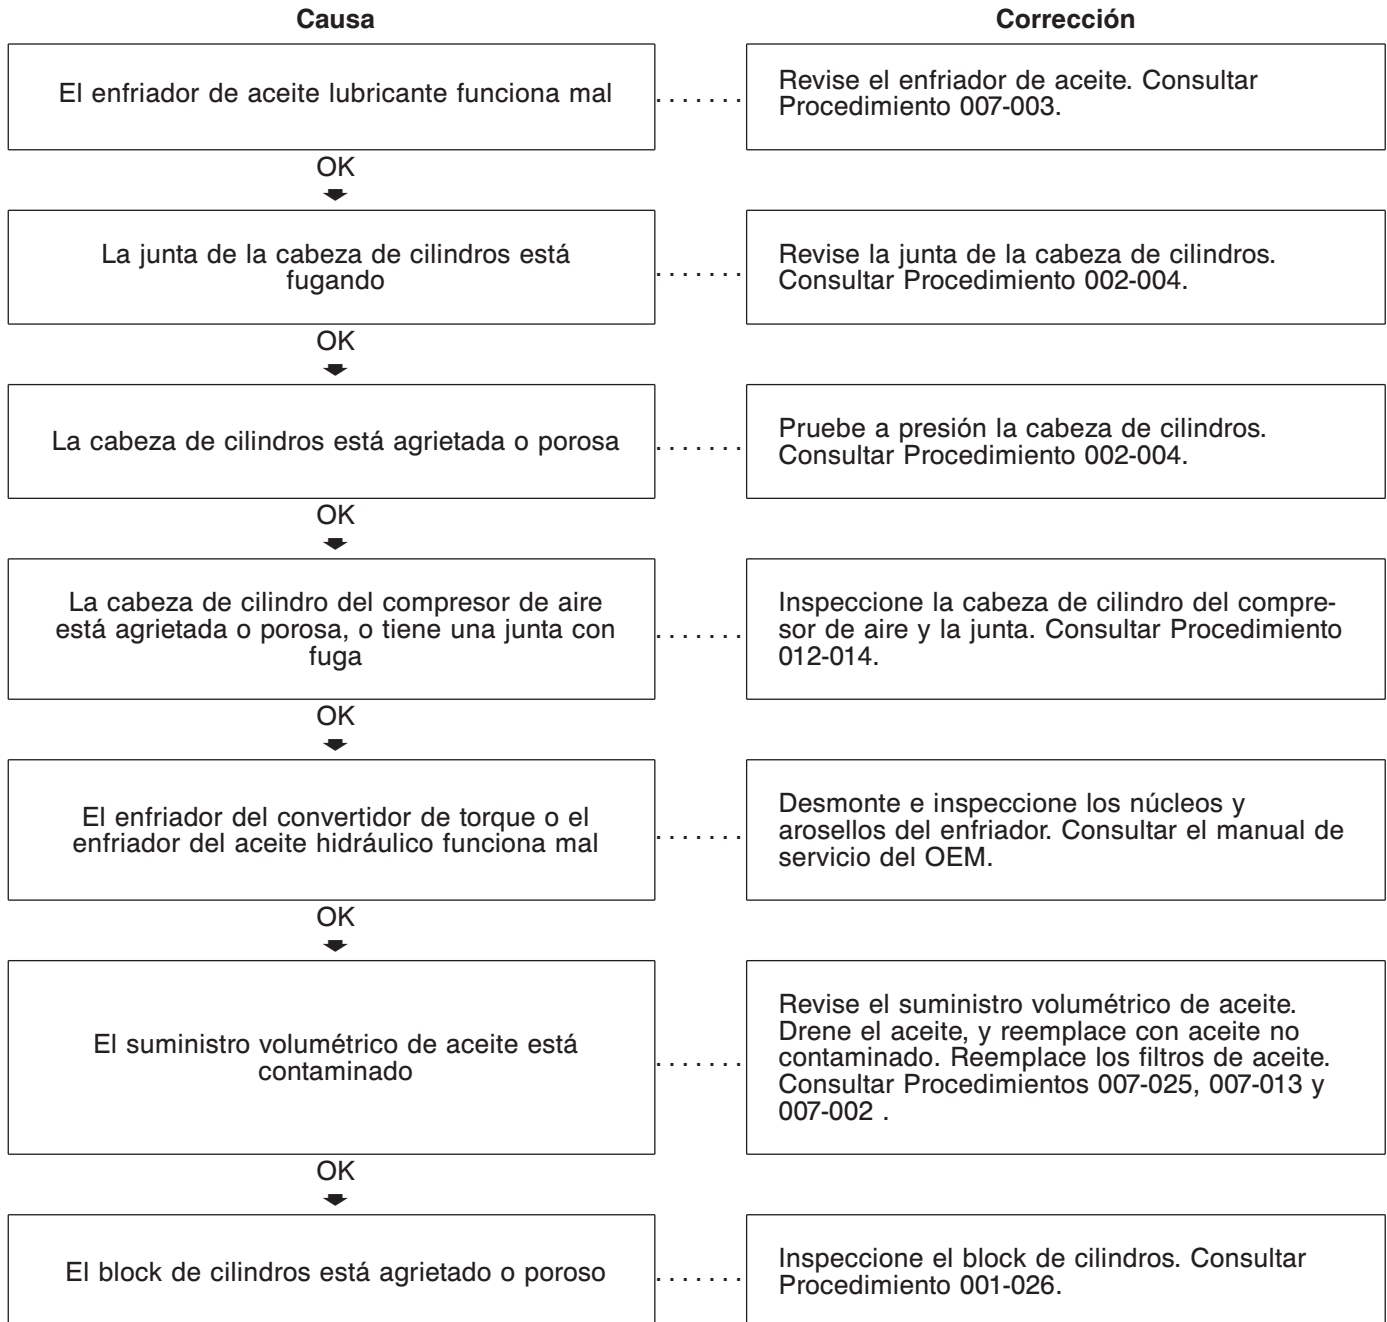 Causa
Corrección
El enfriador de aceite lubricante funciona mal
. . . . . . .
Revise el enfriador de aceite. Consultar
Procedimiento 007-003.
OK
La junta de la cabeza de cilindros está
fugando
. . . . . . .
Revise la junta de la cabeza de cilindros.
Consultar Procedimiento 002-004.
OK
La cabeza de cilindros está agrietada o porosa
. . . . . . .
Pruebe a presión la cabeza de cilindros.
Consultar Procedimiento 002-004.
OK
La cabeza de cilindro del compresor de aire
está agrietada o porosa, o tiene una junta con
fuga
. . . . . . .
Inspeccione la cabeza de cilindro del compre-
sor de aire y la junta. Consultar Procedimiento
012-014.
OK
El enfriador del convertidor de torque o el
enfriador del aceite hidráulico funciona mal
. . . . . . .
Desmonte e inspeccione los núcleos y
arosellos del enfriador. Consultar el manual de
servicio del OEM.
OK
El suministro volumétrico de aceite está
contaminado
. . . . . . .
Revise el suministro volumétrico de aceite.
Drene el aceite, y reemplace con aceite no
contaminado. Reemplace los filtros de aceite.
Consultar Procedimientos 007-025, 007-013 y
007-002 .
OK
El block de cilindros está agrietado o poroso
. . . . . . .
Inspeccione el block de cilindros. Consultar
Procedimiento 001-026.